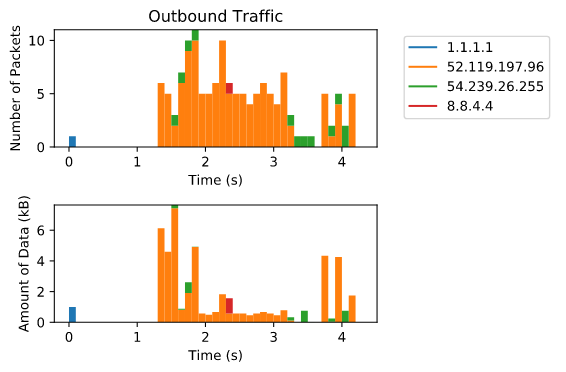 Outbound Traffic
Number of Packets
10
5
0
0 1 2 3 4
Time (s)
1.1.1.1
52.119.197.96
54.239.26.255
8.8.4.4
Amount of Data (kB)
6
4
2
0
0 1 2 3 4
Time (s)